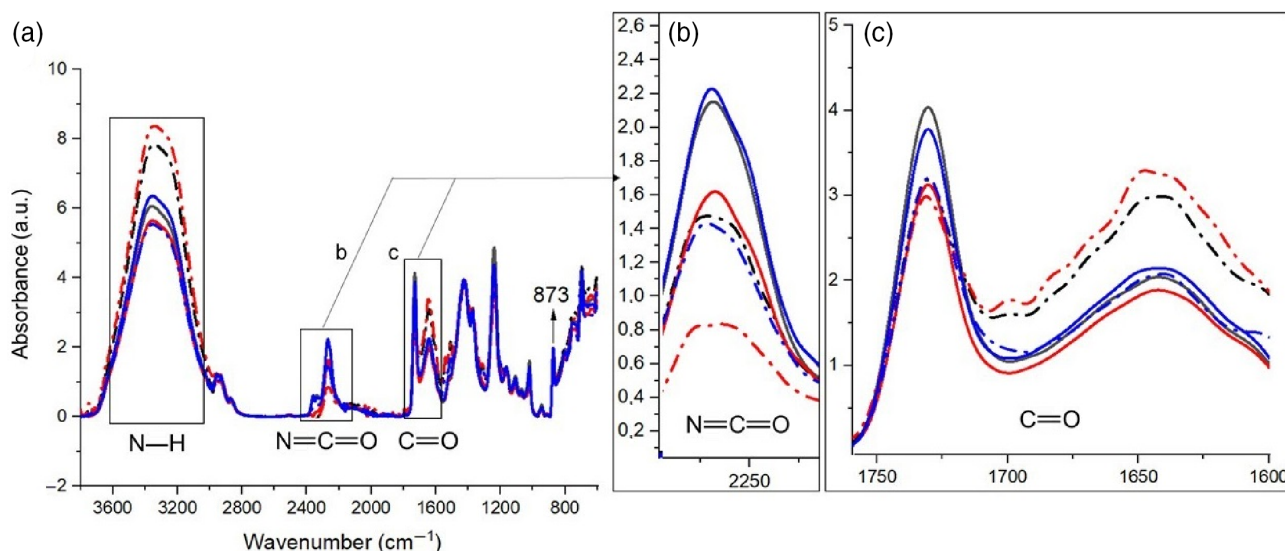 (a)
10
8
6
4
2
0
−2
Absorbance (a.u.)
b
c
873
N—H
N=C=O
C=O
3600 3200 2800 2400 2000 1600 1200 800
Wavenumber (cm−1)
(b)
2,6
2,4
2,2
2,0
1,8
1,6
1,4
1,2
1,0
0,8
0,6
0,4
0,2
N=C=O
2250
(c)
5
4
3
2
1
C=O
1750 1700 1650 1600